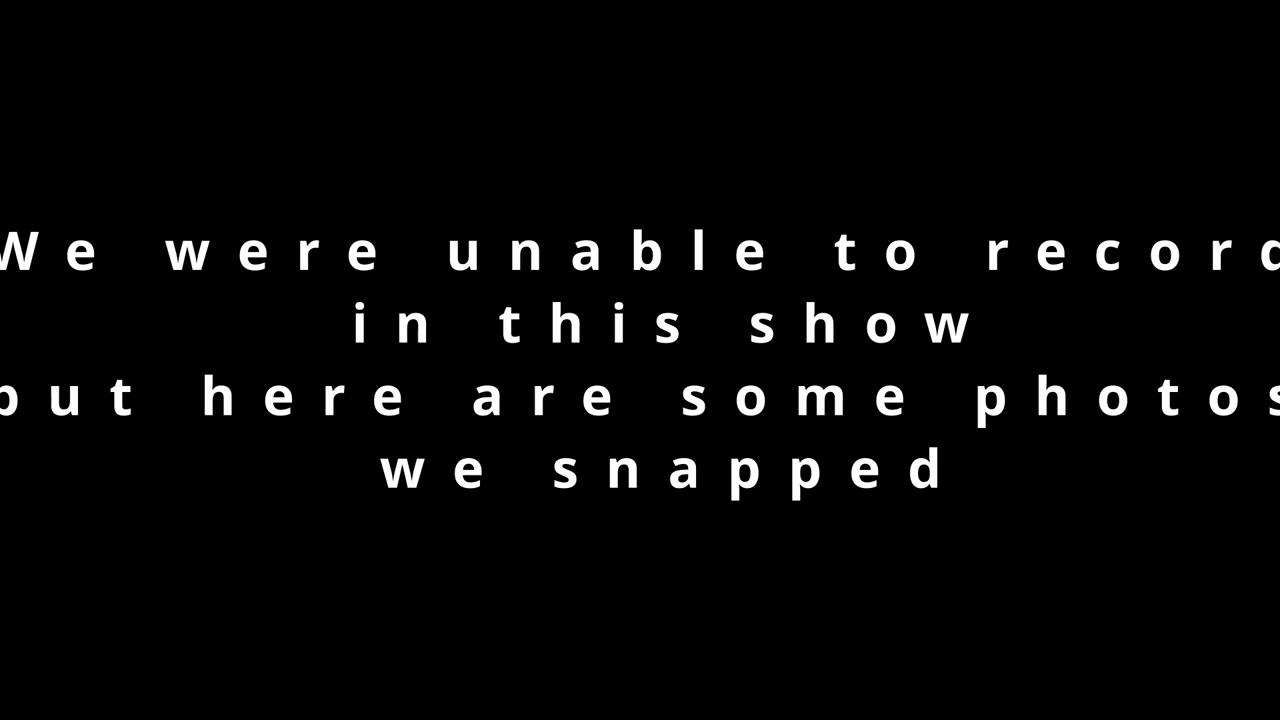 We were unable to record
in this show
but here are some photos
we snapped